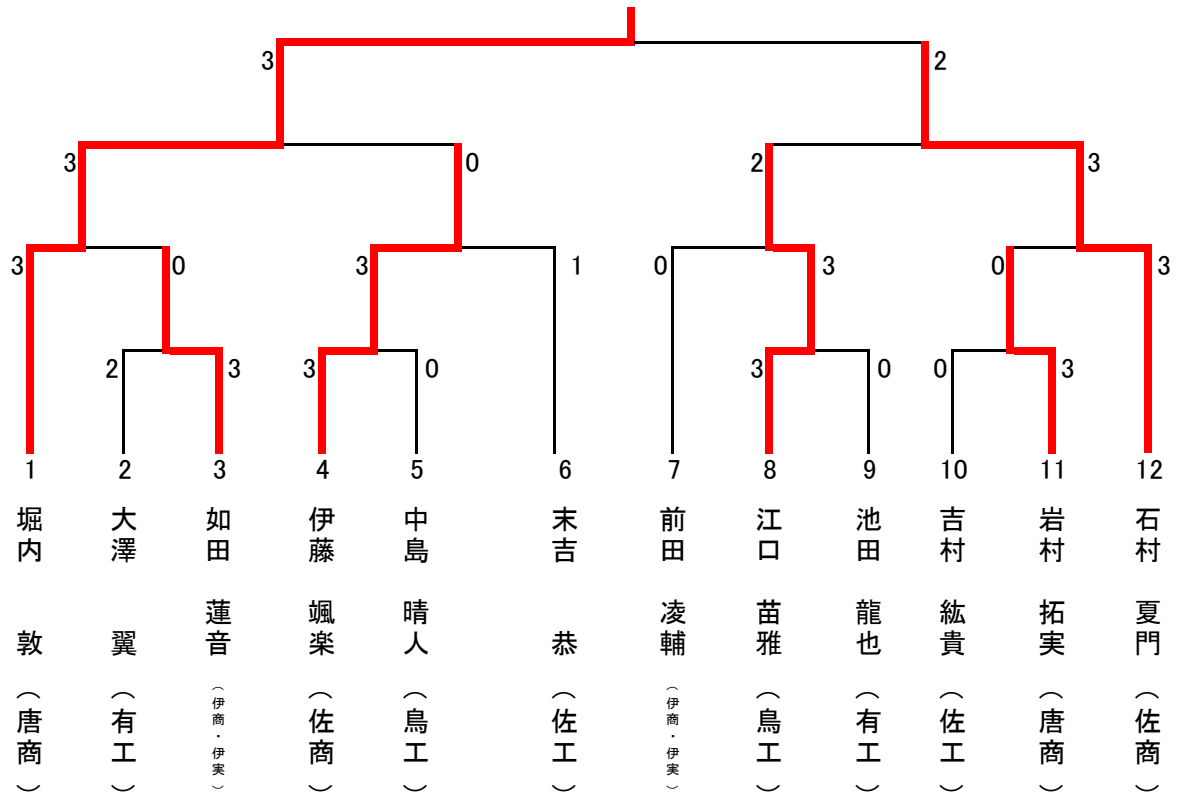 3 2
3 0 2 3
3 0 3 1 0 3 0 3
2 3 3 0 3 0 0 3
1 2 3 4 5 6 7 8 9 10 11 12
堀内 敦（唐商）
大澤 翼（有工）
如田 蓮音（伊商・伊実）
伊藤 颯楽（佐商）
中島 晴人（鳥工）
末吉 恭（佐工）
前田 凌輔（伊商・伊実）
江口 苗雅（鳥工）
池田 龍也（有工）
吉村 紘貴（佐工）
岩村 拓実（唐商）
石村 夏門（佐商）